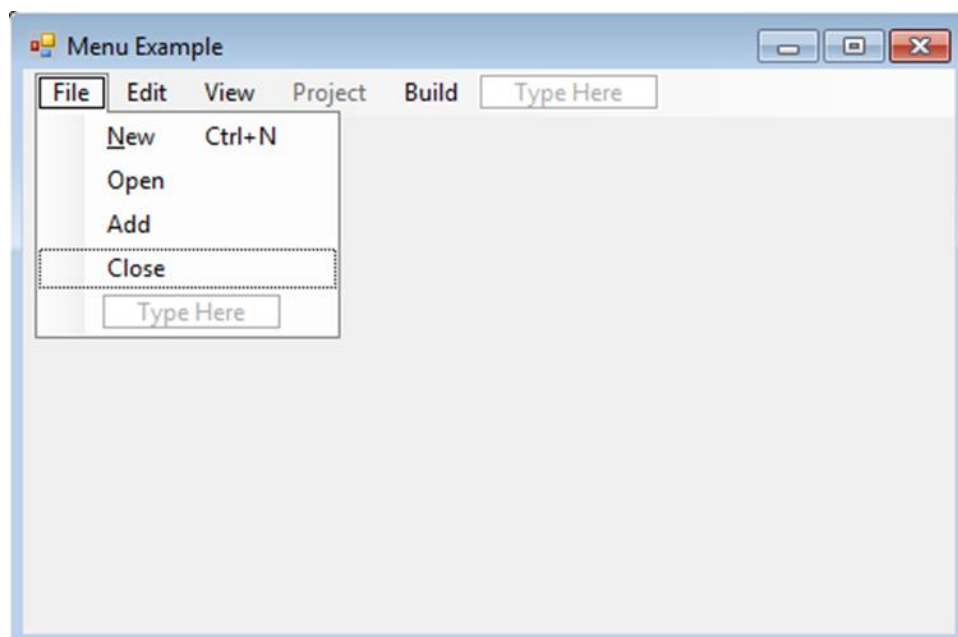 Menu Example
File Edit View Project Build Type Here
New Ctrl+N
Open
Add
Close
Type Here